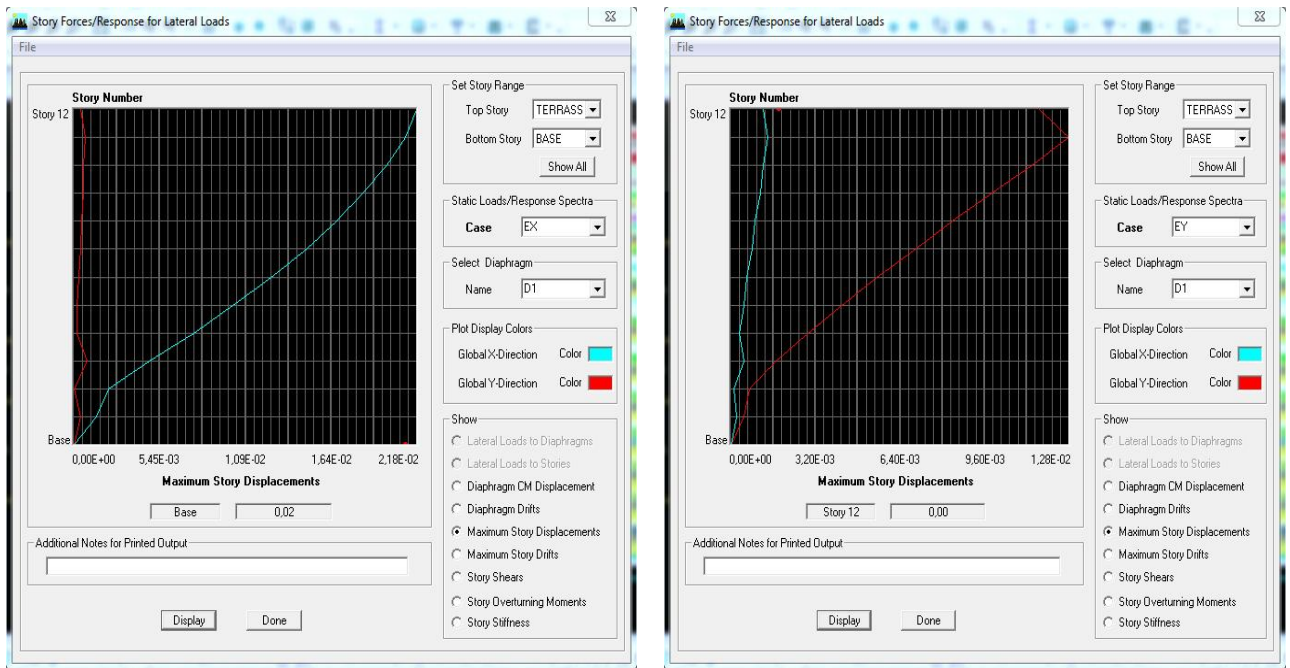 Story Forces/Response for Lateral Loads
File
Story Number
Story 12
Base
0,00E+00 5,45E-03 1,09E-02 1,64E-02 2,18E-02
Maximum Story Displacements
Base 0,02
Additional Notes for Printed Output
Display Done
Set Story Range
Top Story TERRASS
Bottom Story BASE
Show All
Static Loads/Response Spectra
Case EX
Select Diaphragm
Name D1
Plot Display Colors
Global X-Direction Color
Global Y-Direction Color
Show
Lateral Loads to Diaphragms
Lateral Loads to Stories
Diaphragm CM Displacement
Diaphragm Drifts
Maximum Story Displacements
Maximum Story Drifts
Story Shears
Story Overturning Moments
Story Stiffness
Story Forces/Response for Lateral Loads
File
Story Number
Story 12
Base
0,00E+00 3,20E-03 6,40E-03 9,60E-03 1,28E-02
Maximum Story Displacements
Story 12 0,00
Additional Notes for Printed Output
Display Done
Set Story Range
Top Story TERRASS
Bottom Story BASE
Show All
Static Loads/Response Spectra
Case EY
Select Diaphragm
Name D1
Plot Display Colors
Global X-Direction Color
Global Y-Direction Color
Show
Lateral Loads to Diaphragms
Lateral Loads to Stories
Diaphragm CM Displacement
Diaphragm Drifts
Maximum Story Displacements
Maximum Story Drifts
Story Shears
Story Overturning Moments
Story Stiffness